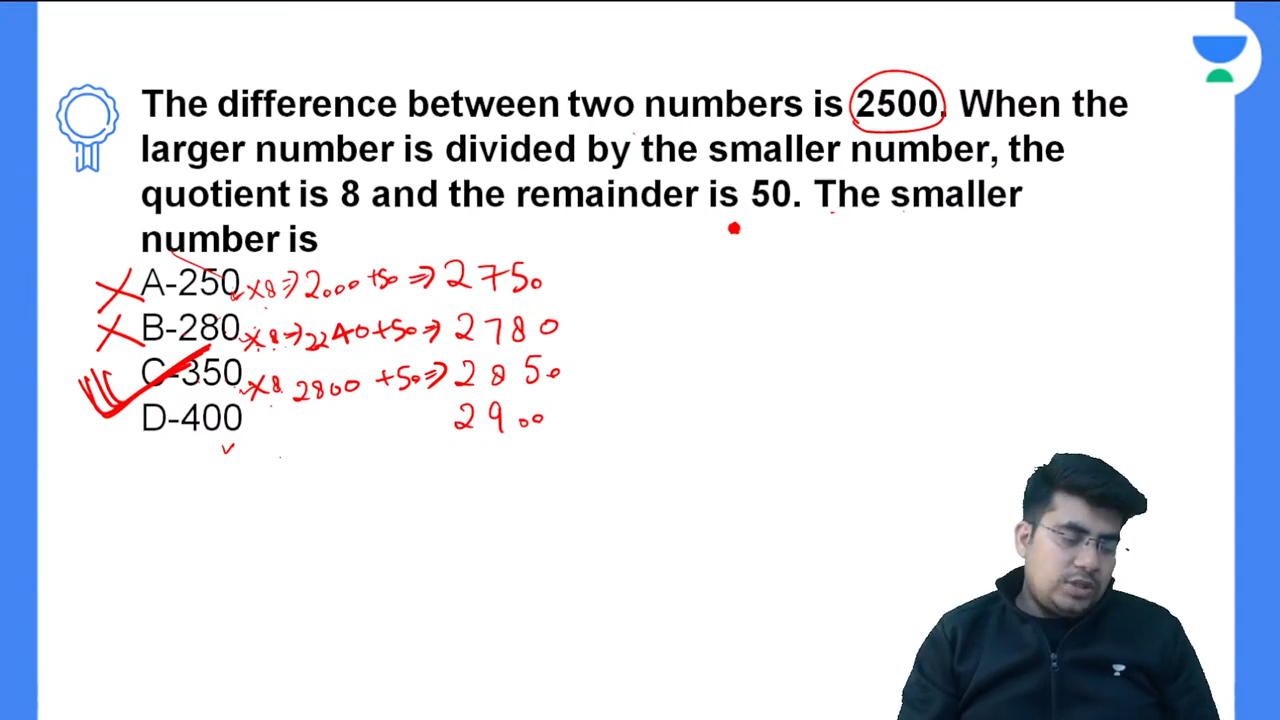 The difference between two numbers is 2500. When the
larger number is divided by the smaller number, the
quotient is 8 and the remainder is 50. The smaller
number is
A-250 ×8 ⇒ 2000 +50 ⇒ 2750
B-280 ×8 ⇒ 2240 +50 ⇒ 2780
C-350 ×8 2800 +50 ⇒ 2850
D-400 2900